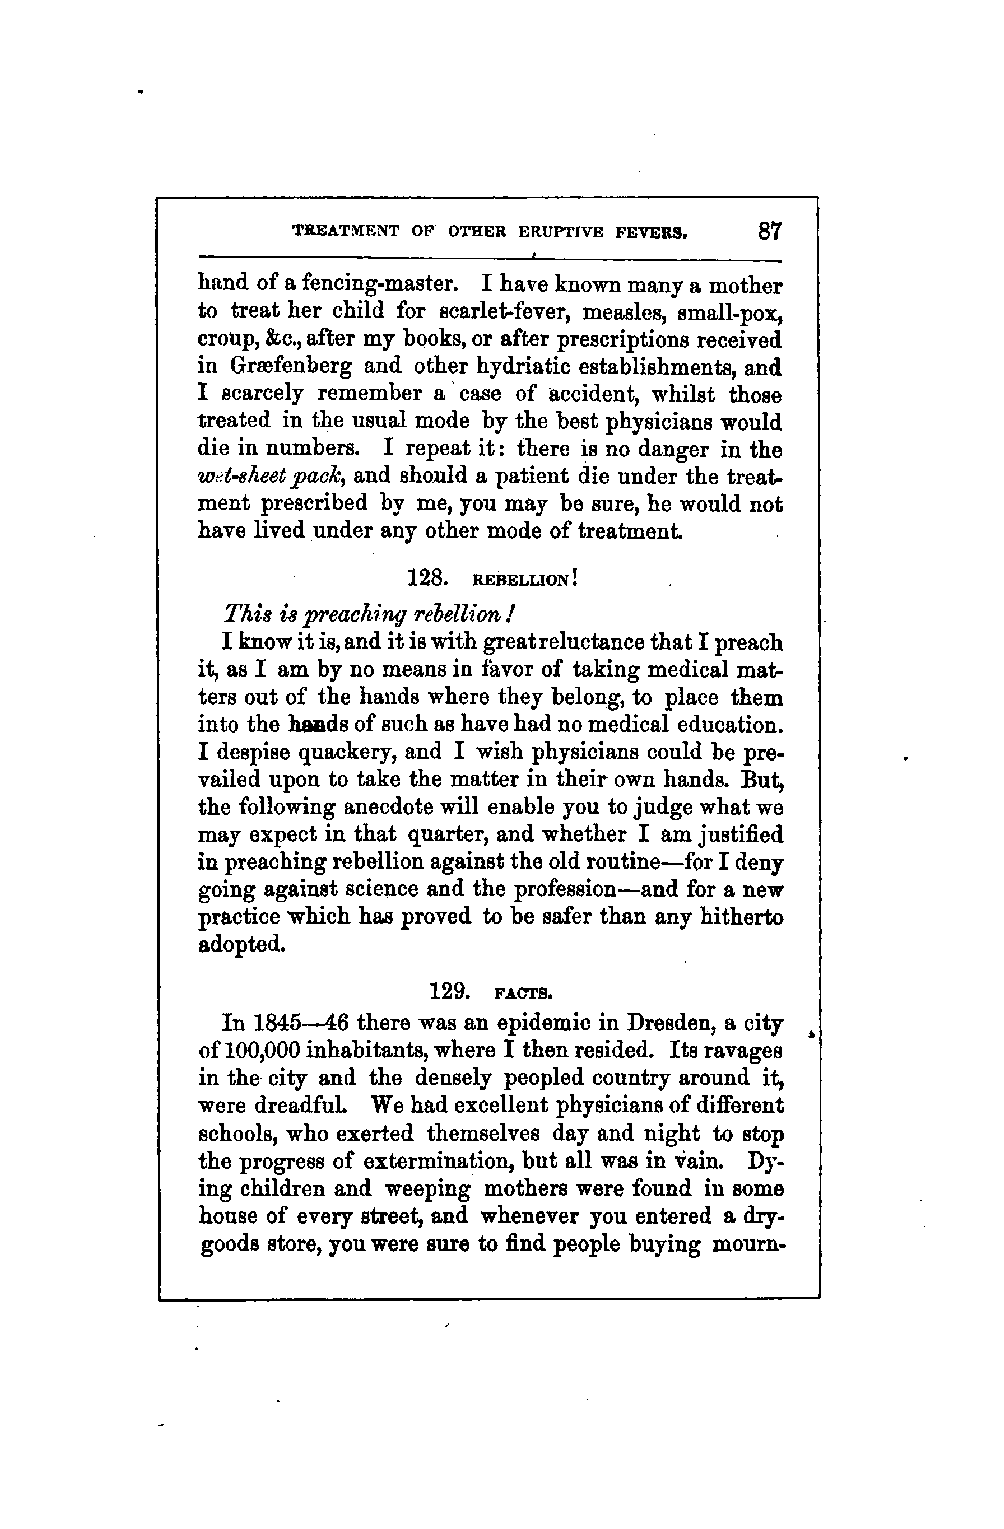 TREATMENT OF OTHER ERUPTIVE FEVERS. 87
hand of a fencing-master. I have known many a mother
to treat her child for scarlet-fever, measles, small-pox,
croup, &c., after my books, or after prescriptions received
in Græfenberg and other hydriatic establishments, and
I scarcely remember a case of accident, whilst those
treated in the usual mode by the best physicians would
die in numbers. I repeat it: there is no danger in the
wet-sheet pack, and should a patient die under the treat-
ment prescribed by me, you may be sure, he would not
have lived under any other mode of treatment.
128. REBELLION!
This is preaching rebellion!
I know it is, and it is with great reluctance that I preach
it, as I am by no means in favor of taking medical mat-
ters out of the hands where they belong, to place them
into the hands of such as have had no medical education.
I despise quackery, and I wish physicians could be pre-
vailed upon to take the matter in their own hands. But,
the following anecdote will enable you to judge what we
may expect in that quarter, and whether I am justified
in preaching rebellion against the old routine—for I deny
going against science and the profession—and for a new
practice which has proved to be safer than any hitherto
adopted.
129. FACTS.
In 1845—46 there was an epidemic in Dresden, a city
of 100,000 inhabitants, where I then resided. Its ravages
in the city and the densely peopled country around it,
were dreadful. We had excellent physicians of different
schools, who exerted themselves day and night to stop
the progress of extermination, but all was in vain. Dy-
ing children and weeping mothers were found in some
house of every street, and whenever you entered a dry-
goods store, you were sure to find people buying mourn-